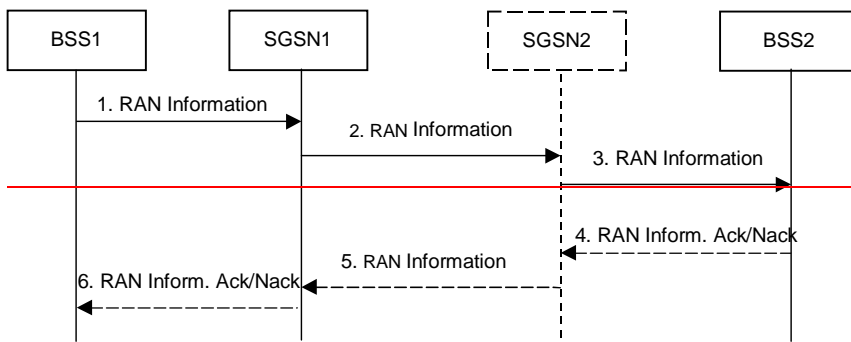 BSS1
SGSN1
SGSN2
BSS2
1. RAN Information
2. RAN Information
3. RAN Information
4. RAN Inform. Ack/Nack
5. RAN Information
6. RAN Inform. Ack/Nack